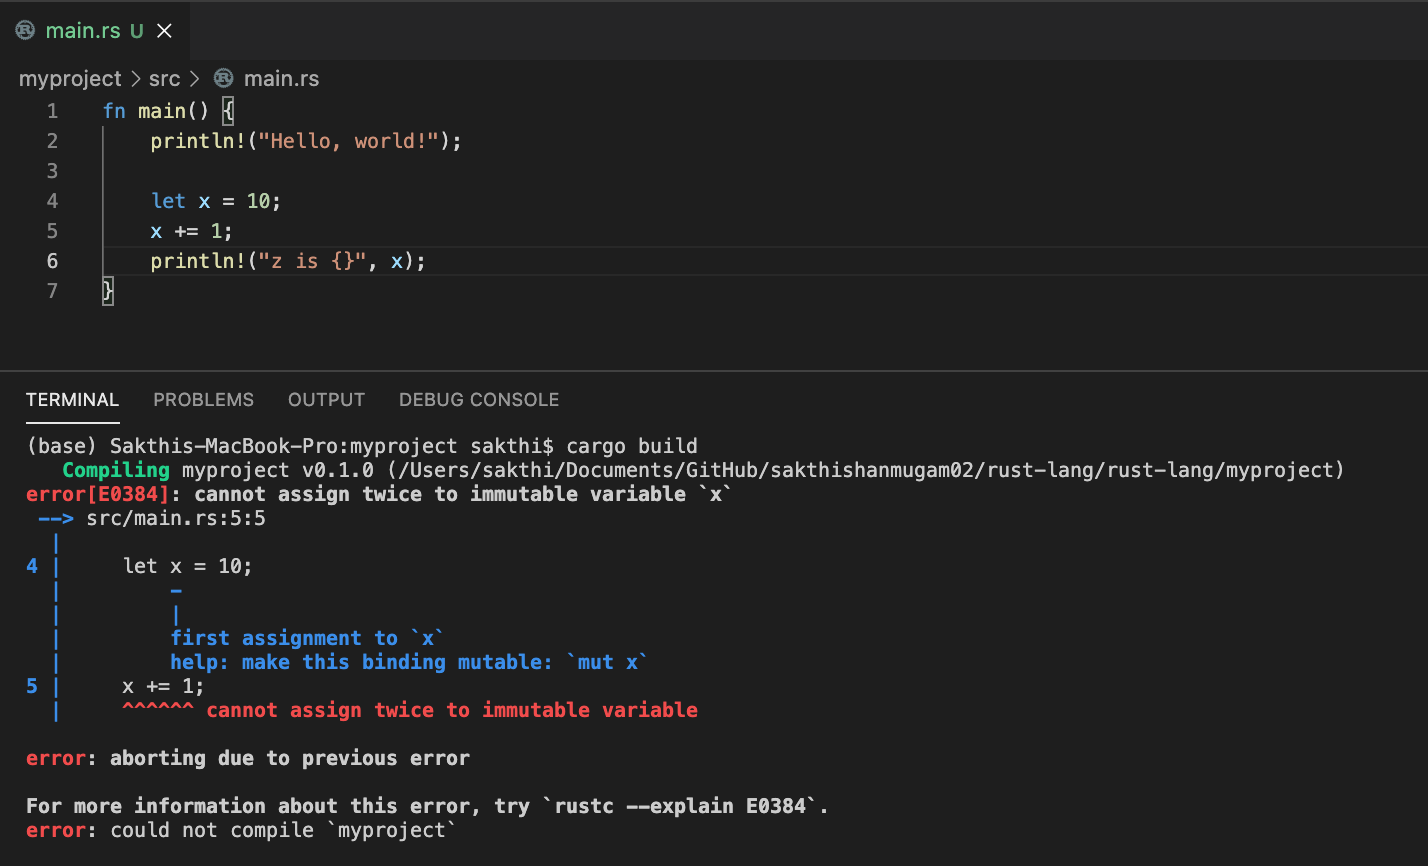 main.rs U
myproject > src > main.rs
1 fn main() {
2     println!("Hello, world!");
3
4     let x = 10;
5     x += 1;
6     println!("z is {}", x);
7 }
TERMINAL PROBLEMS OUTPUT DEBUG CONSOLE
(base) Sakthis-MacBook-Pro:myproject sakthi$ cargo build
   Compiling myproject v0.1.0 (/Users/sakthi/Documents/GitHub/sakthishanmugam02/rust-lang/rust-lang/myproject)
error[E0384]: cannot assign twice to immutable variable `x`
 --> src/main.rs:5:5
  |
4 |     let x = 10;
  |         -
  |         |
  |         first assignment to `x`
  |         help: make this binding mutable: `mut x`
5 |     x += 1;
  |     ^^^^^^ cannot assign twice to immutable variable
error: aborting due to previous error
For more information about this error, try `rustc --explain E0384`.
error: could not compile `myproject`